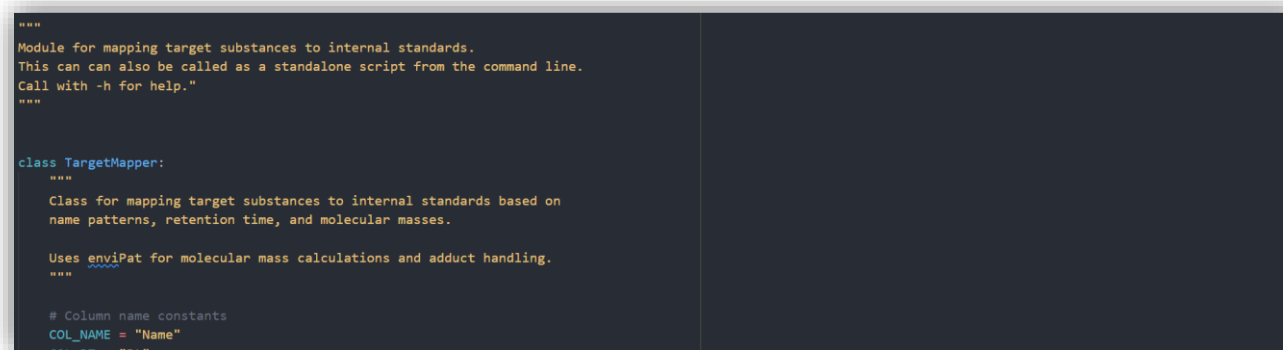 """
Module for mapping target substances to internal standards.
This can can also be called as a standalone script from the command line.
Call with -h for help."
"""
class TargetMapper:
"""
Class for mapping target substances to internal standards based on
name patterns, retention time, and molecular masses.
Uses enviPat for molecular mass calculations and adduct handling.
"""
# Column name constants
COL_NAME = "Name"